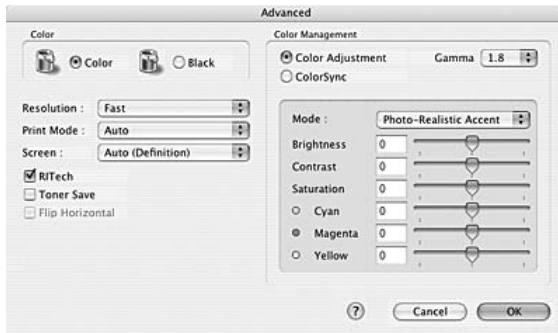 Advanced
Color
Color
Black
Resolution :
Fast
Print Mode :
Auto
Screen :
Auto (Definition)
RITech
Toner Save
Flip Horizontal
Color Management
Color Adjustment
Gamma
1.8
ColorSync
Mode :
Photo-Realistic Accent
Brightness
0
Contrast
0
Saturation
0
Cyan
0
Magenta
0
Yellow
0
?
Cancel
OK